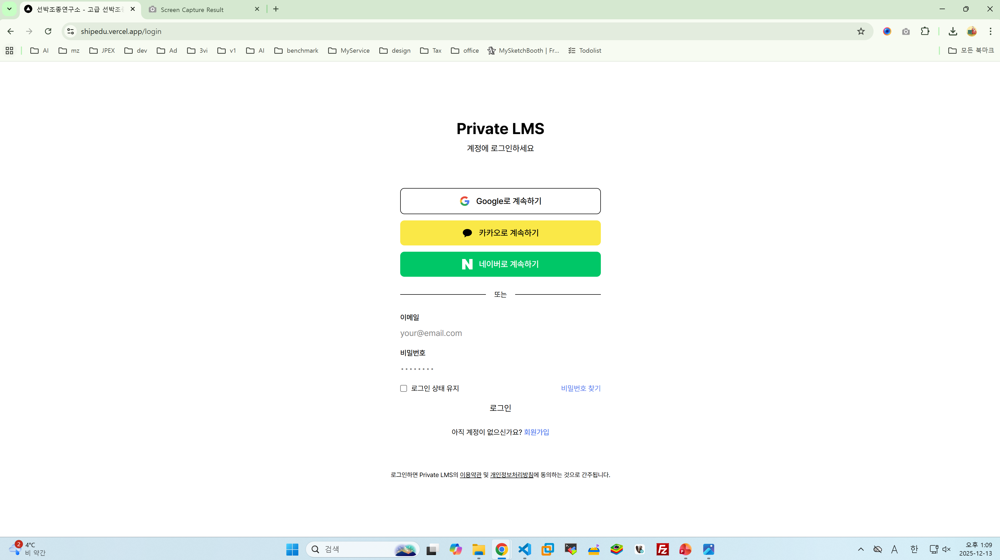 선박조종연구소 - 고급 선박조종
Screen Capture Result
shipedu.vercel.app/login
AI mz JPEX dev Ad 3vi v1 AI benchmark MyService design Tax office MySketchBooth | Fr... Todolist 모든 북마크
Private LMS
계정에 로그인하세요
Google로 계속하기
카카오로 계속하기
N 네이버로 계속하기
또는
이메일
your@email.com
비밀번호
로그인 상태 유지 비밀번호 찾기
로그인
아직 계정이 없으신가요? 회원가입
로그인하면 Private LMS의 이용약관 및 개인정보처리방침에 동의하는 것으로 간주됩니다.
2
4°C
비 약간
검색
Fz
P
A 한
오후 1:09
2025-12-13